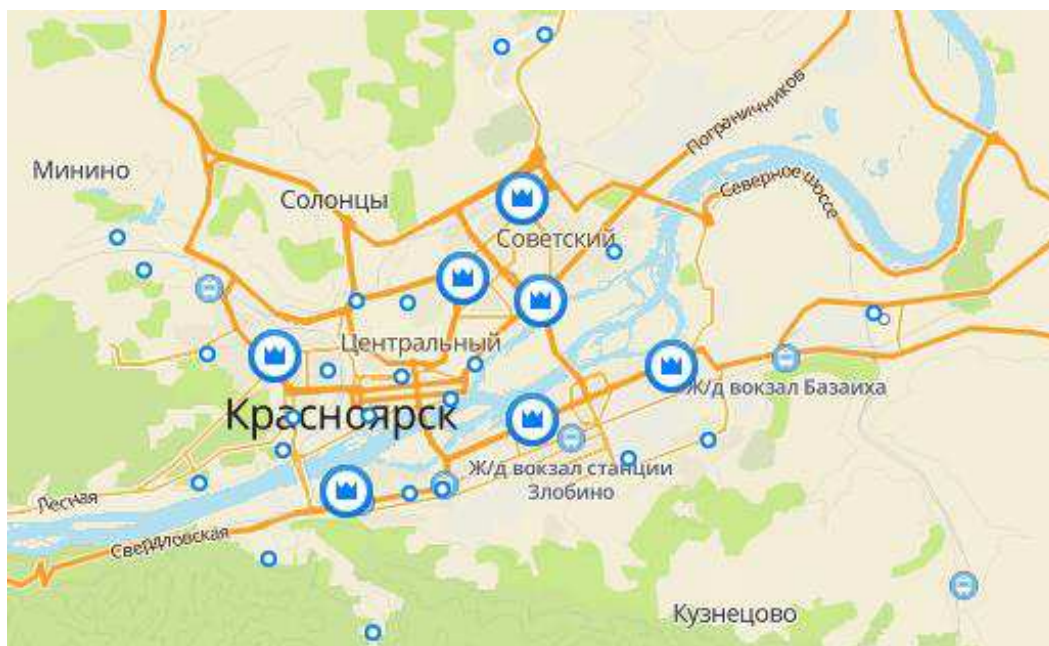 Пограничников
Минино
Солонцы
Северное шоссе
Советский
Центральный
Ж/д вокзал Базаиха
Красноярск
Ж/д вокзал станции
Злобино
Лесная
Свердловская
Кузнецово